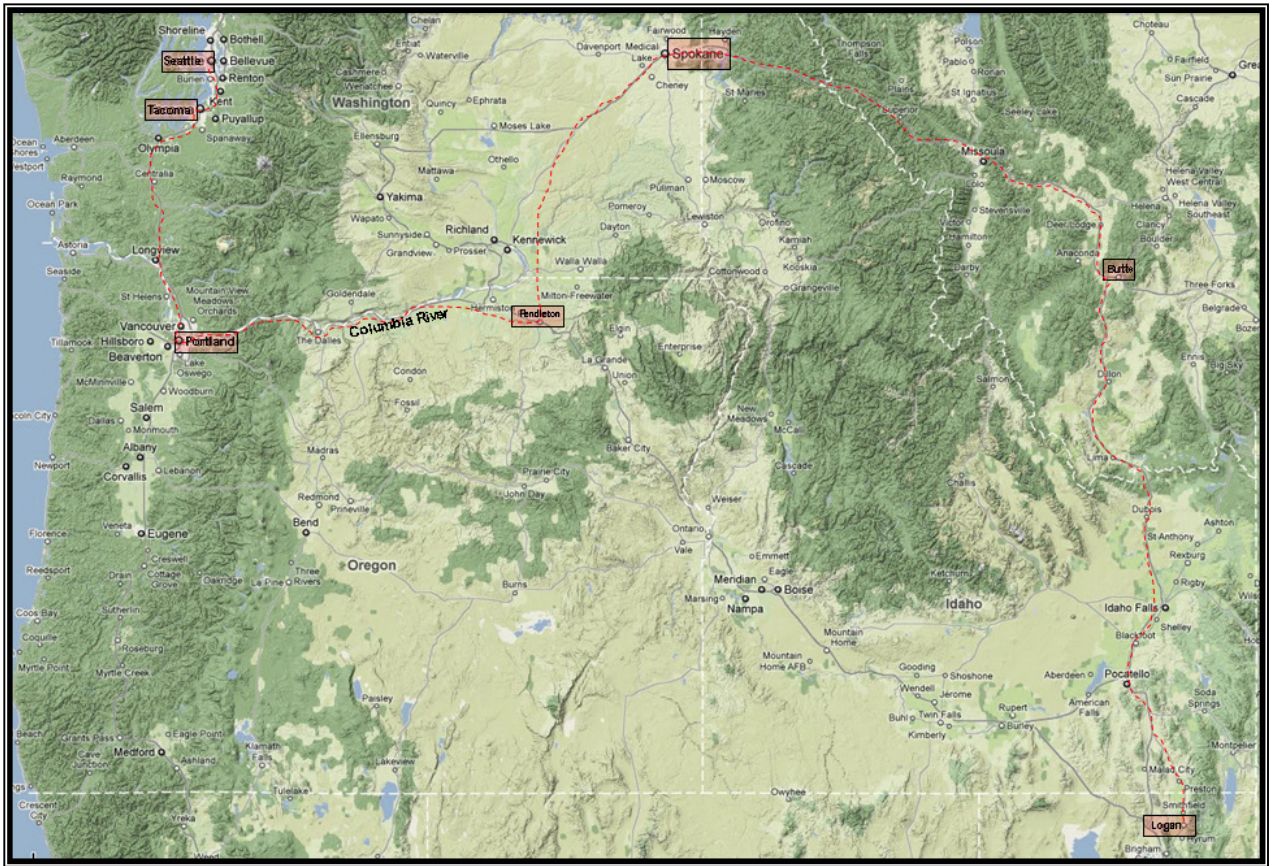 Chelan
Choteau
Shoreline
Bothell
Fairwood
Hayden
Entiat
Waterville
Davenport
Medical
Lake
Spokane
Thompson
Falls
Polson
Pablo
Ronan
Fairfield
Sun Prairie
Seattle
Bellevue
Burien
Renton
Cashmere
Wenatchee
Cheney
St Maries
Plains
St Ignatius
Cascade
Kent
Washington
Quincy
Ephrata
Superior
Seeley Lake
Tacoma
Puyallup
Moses Lake
Spanaway
Ellensburg
Aberdeen
Olympia
Othello
Missoula
Centralia
Mattawa
Pullman
Moscow
Helena Valley
West Central
Raymond
Yakima
Pomeroy
Orofino
Stevensville
Helena
Helena Valley
Southeast
Ocean Park
Wapato
Dayton
Lewiston
Deer Lodge
Clancy
Boulder
Richland
Kennewick
Kamiah
Hamilton
Sunnyside
Prosser
Grandview
Astoria
Longview
Walla Walla
Cottonwood
Kooskia
Darby
Anaconda
Butte
Seaside
Grangeville
Three Forks
St Helens
Mountain View
Meadows
Orchards
Goldendale
Hermiston
Milton-Freewater
Belgrade
Vancouver
Columbia River
Pendleton
Tillamook
Hillsboro
Portland
The Dalles
Elgin
Beaverton
Lake
Oswego
Enterprise
La Grande
Union
Ennis
Big Sky
McMinnville
Woodburn
Condon
Salmon
Dillon
Salem
Fossil
New
Meadows
Dallas
Monmouth
McCall
Albany
Madras
Baker City
Lima
Newport
Lebanon
Corvallis
Prineville
Redmond
Prairie City
John Day
Cascade
Challis
Weiser
Dubois
Ashton
Florence
Veneta
Eugene
Bend
Ontario
Vale
St Anthony
Rexburg
Creswell
Cottage
Grove
Oregon
Emmett
Eagle
Reedsport
Drain
Oakridge
La Pine
Three
Rivers
Burns
Meridian
Boise
Ketchum
Rigby
Marsing
Nampa
Idaho
Idaho Falls
Coos Bay
Sutherlin
Shelley
Coquille
Roseburg
Mountain
Home
Blackfoot
Myrtle Point
Myrtle Creek
Mountain
Home AFB
Gooding
Shoshone
Aberdeen
Pocatello
Wendell
Jerome
American
Falls
Soda
Springs
Paisley
Buhl
Twin Falls
Kimberly
Rupert
Burley
Grants Pass
Eagle Point
Cave
Junction
Medford
Ashland
Klamath
Falls
Lakeview
Montpelier
Malad City
Preston
Crescent
City
Tulelake
Owyhee
Smithfield
Yreka
Logan
Hyrum
Brigham